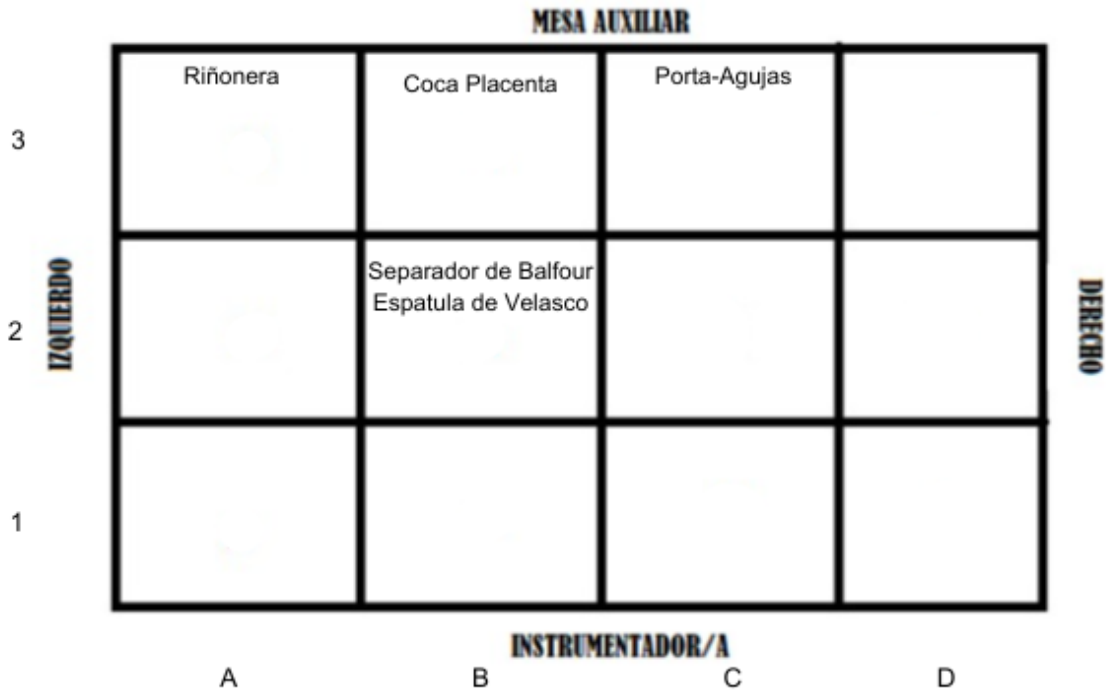 MESA AUXILIAR
Riñonera
Coca Placenta
Porta-Agujas
3
Separador de Balfour
Espatula de Velasco
2
IZQUIERDO
DERECHO
1
INSTRUMENTADOR/A
A
B
C
D